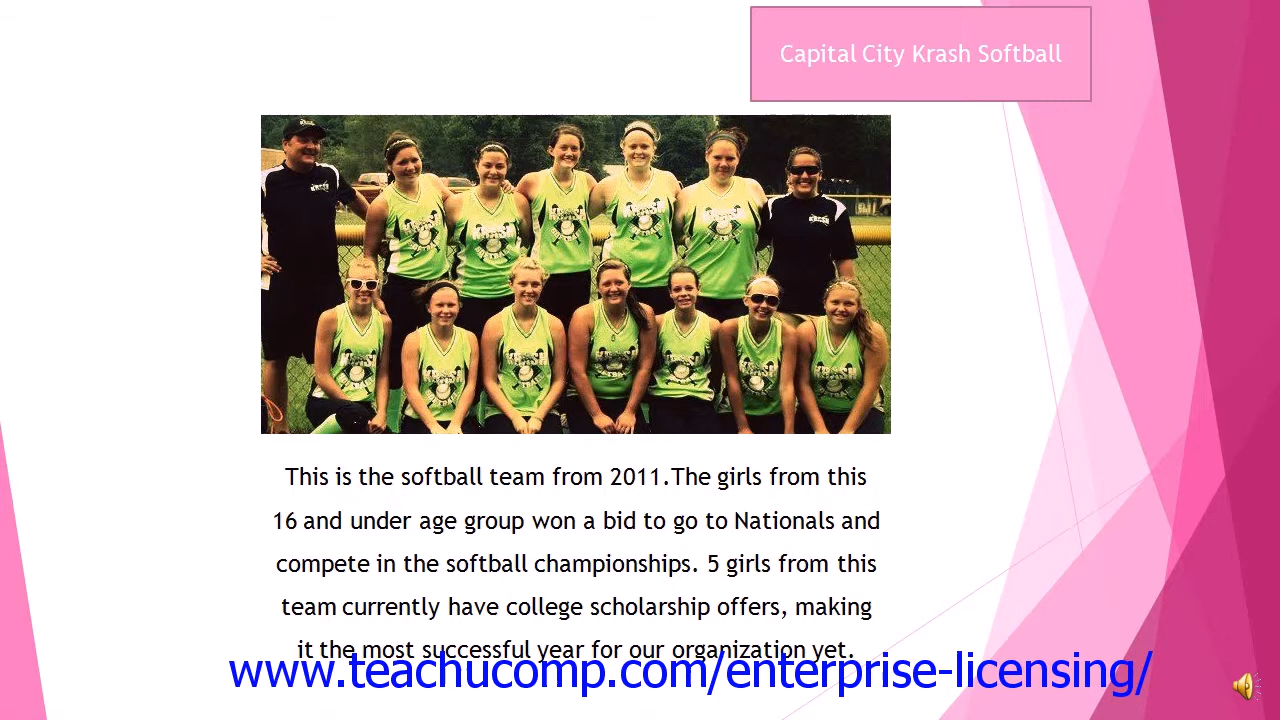 Capital City Krash Softball
This is the softball team from 2011.The girls from this
16 and under age group won a bid to go to Nationals and
compete in the softball championships. 5 girls from this
team currently have college scholarship offers, making
it the most successful year for our organization yet.
www.teachucomp.com/enterprise-licensing/